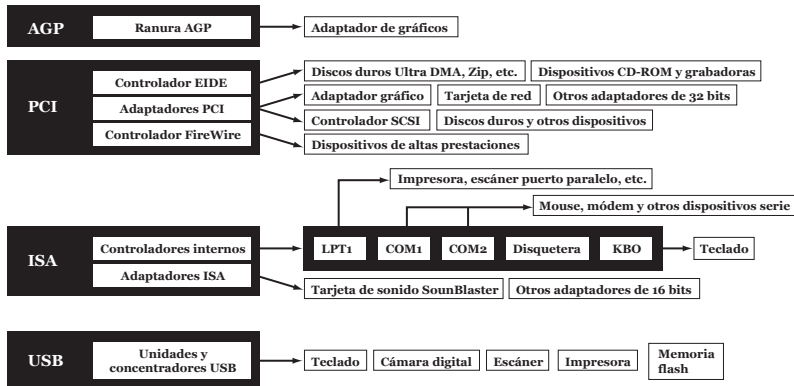 AGP
Ranura AGP
Adaptador de gráficos
PCI
Controlador EIDE
Discos duros Ultra DMA, Zip, etc.
Dispositivos CD-ROM y grabadoras
Adaptadores PCI
Adaptador gráfico
Tarjeta de red
Otros adaptadores de 32 bits
Controlador SCSI
Discos duros y otros dispositivos
Controlador FireWire
Dispositivos de altas prestaciones
Impresora, escáner puerto paralelo, etc.
Mouse, módem y otros dispositivos serie
ISA
Controladores internos
LPT1
COM1
COM2
Disquetera
KBO
Teclado
Adaptadores ISA
Tarjeta de sonido SounBlaster
Otros adaptadores de 16 bits
USB
Unidades y
concentradores USB
Teclado
Cámara digital
Escáner
Impresora
Memoria
flash